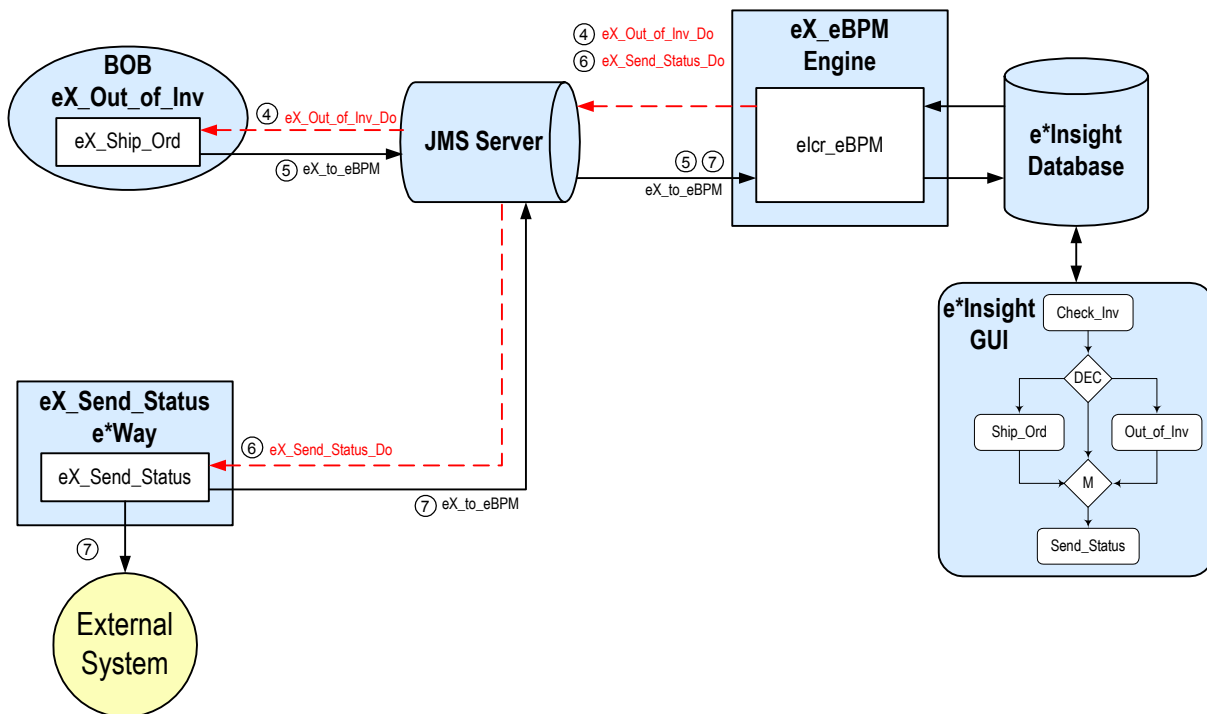 BOB
eX_Out_of_Inv
eX_Ship_Ord
④ eX_Out_of_Inv_Do
⑤ eX_to_eBPM
JMS Server
④ eX_Out_of_Inv_Do
⑥ eX_Send_Status_Do
⑤ ⑦
eX_to_eBPM
eX_eBPM
Engine
eIcr_eBPM
e*Insight
Database
e*Insight
GUI
Check_Inv
DEC
Ship_Ord
Out_of_Inv
M
Send_Status
eX_Send_Status
e*Way
eX_Send_Status
⑥ eX_Send_Status_Do
⑦ eX_to_eBPM
⑦
External
System